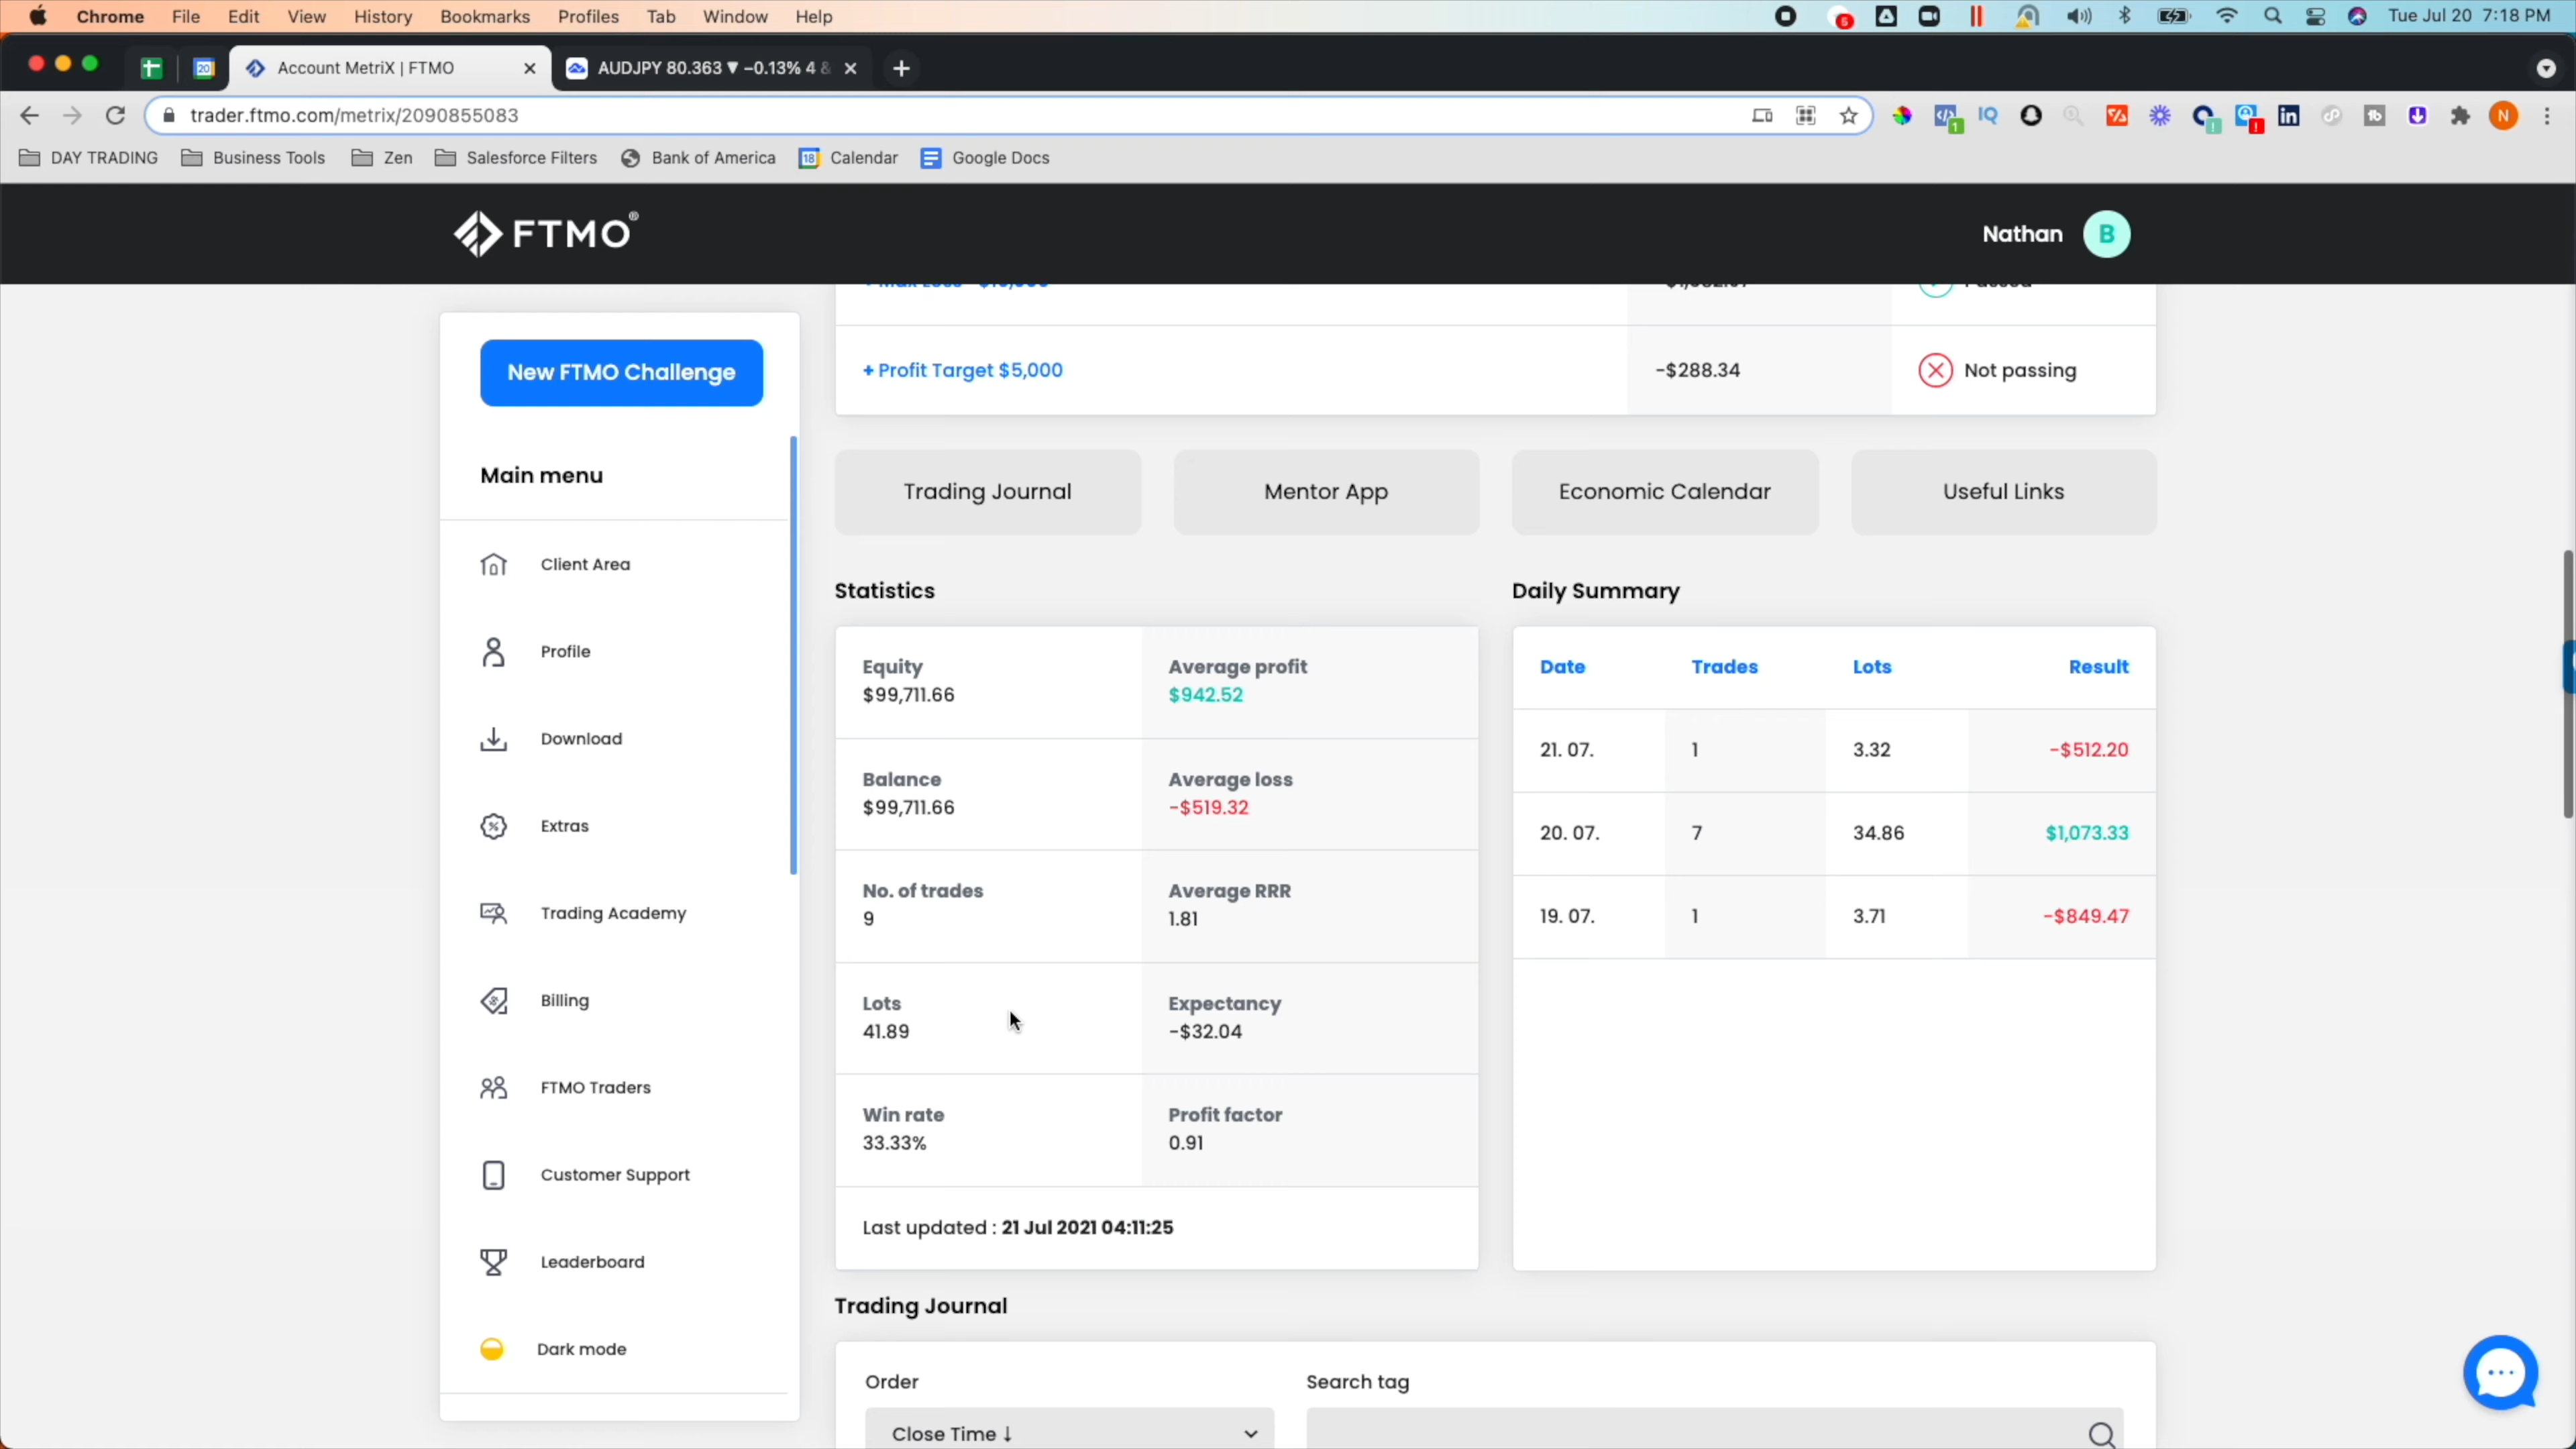 Chrome File Edit View History Bookmarks Profiles Tab Window Help 5 Tue Jul 20 7:18 PM
20 Account MetriX | FTMO AUDJPY 80.363 ▼ −0.13% 4 &
trader.ftmo.com/metrix/2090855083 1 IQ tb in N
DAY TRADING Business Tools Zen Salesforce Filters Bank of America 18 Calendar Google Docs
FTMO® Nathan B
+ Profit Target $5,000 -$288.34 Not passing
New FTMO Challenge
Main menu
Client Area
Profile
Download
Extras
Trading Academy
Billing
FTMO Traders
Customer Support
Leaderboard
Dark mode
Trading Journal Mentor App Economic Calendar Useful Links
Statistics
Equity Average profit
$99,711.66 $942.52
Balance Average loss
$99,711.66 -$519.32
No. of trades Average RRR
9 1.81
Lots Expectancy
41.89 -$32.04
Win rate Profit factor
33.33% 0.91
Last updated : 21 Jul 2021 04:11:25
Daily Summary
Date Trades Lots Result
21. 07. 1 3.32 -$512.20
20. 07. 7 34.86 $1,073.33
19. 07. 1 3.71 -$849.47
Trading Journal
Order Search tag
Close Time ↓